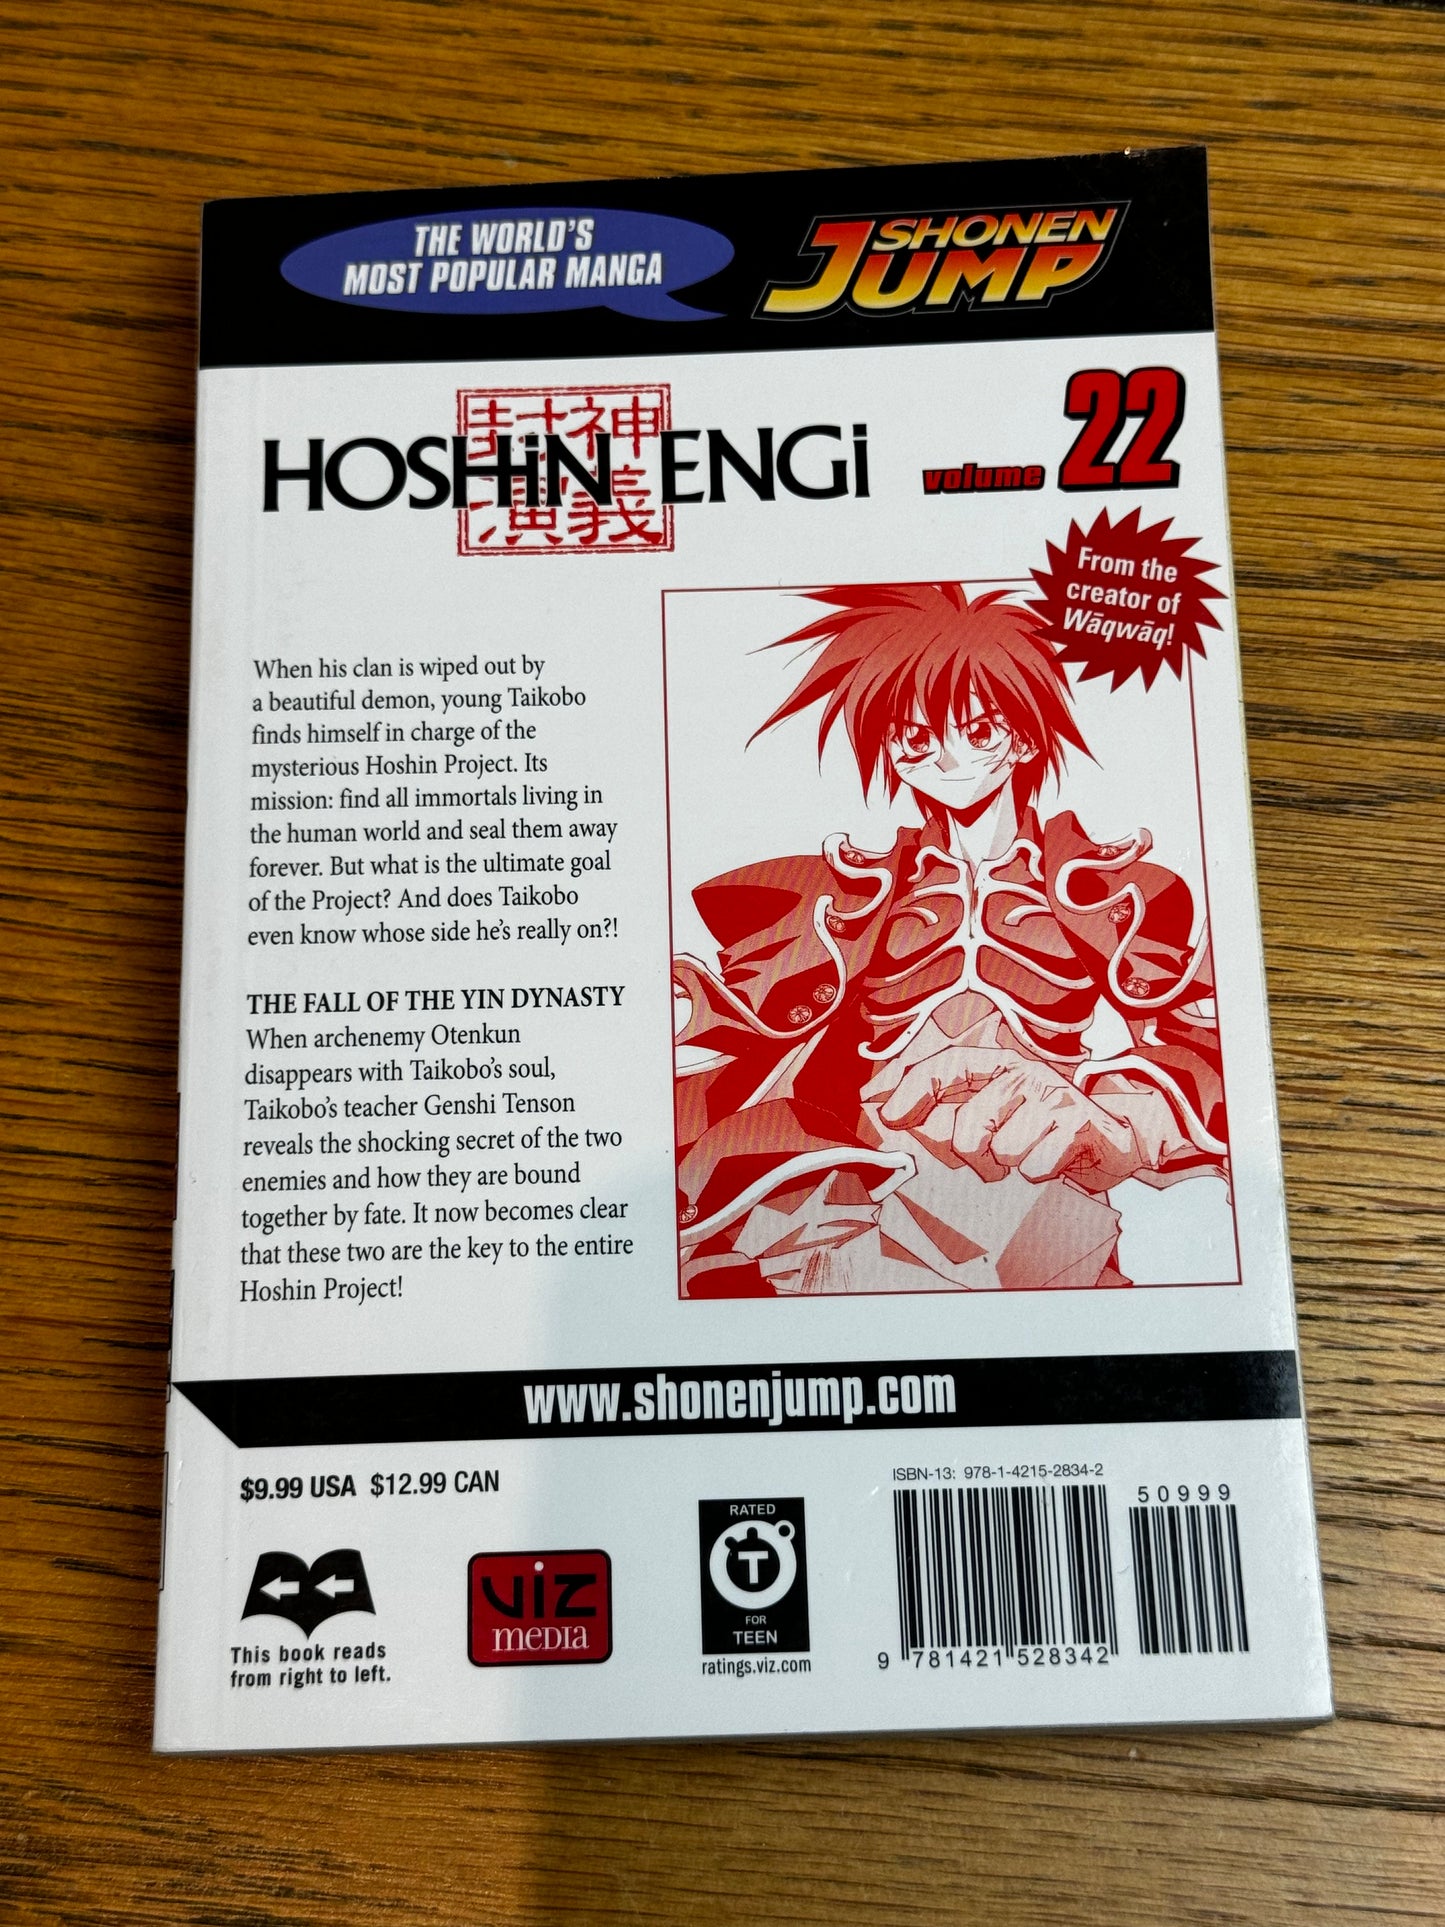 THE WORLD'S
MOST POPULAR MANGA
SHONEN
JUMP
封神
演義
HOSHiN ENGi
volume 22
From the
creator of
Wāqwāq!
When his clan is wiped out by
a beautiful demon, young Taikobo
finds himself in charge of the
mysterious Hoshin Project. Its
mission: find all immortals living in
the human world and seal them away
forever. But what is the ultimate goal
of the Project? And does Taikobo
even know whose side he's really on?!
THE FALL OF THE YIN DYNASTY
When archenemy Otenkun
disappears with Taikobo's soul,
Taikobo's teacher Genshi Tenson
reveals the shocking secret of the two
enemies and how they are bound
together by fate. It now becomes clear
that these two are the key to the entire
Hoshin Project!
www.shonenjump.com
$9.99 USA $12.99 CAN
This book reads
from right to left.
viz
media
RATED
T
FOR
TEEN
ratings.viz.com
ISBN-13: 978-1-4215-2834-2
50999
9 781421 528342